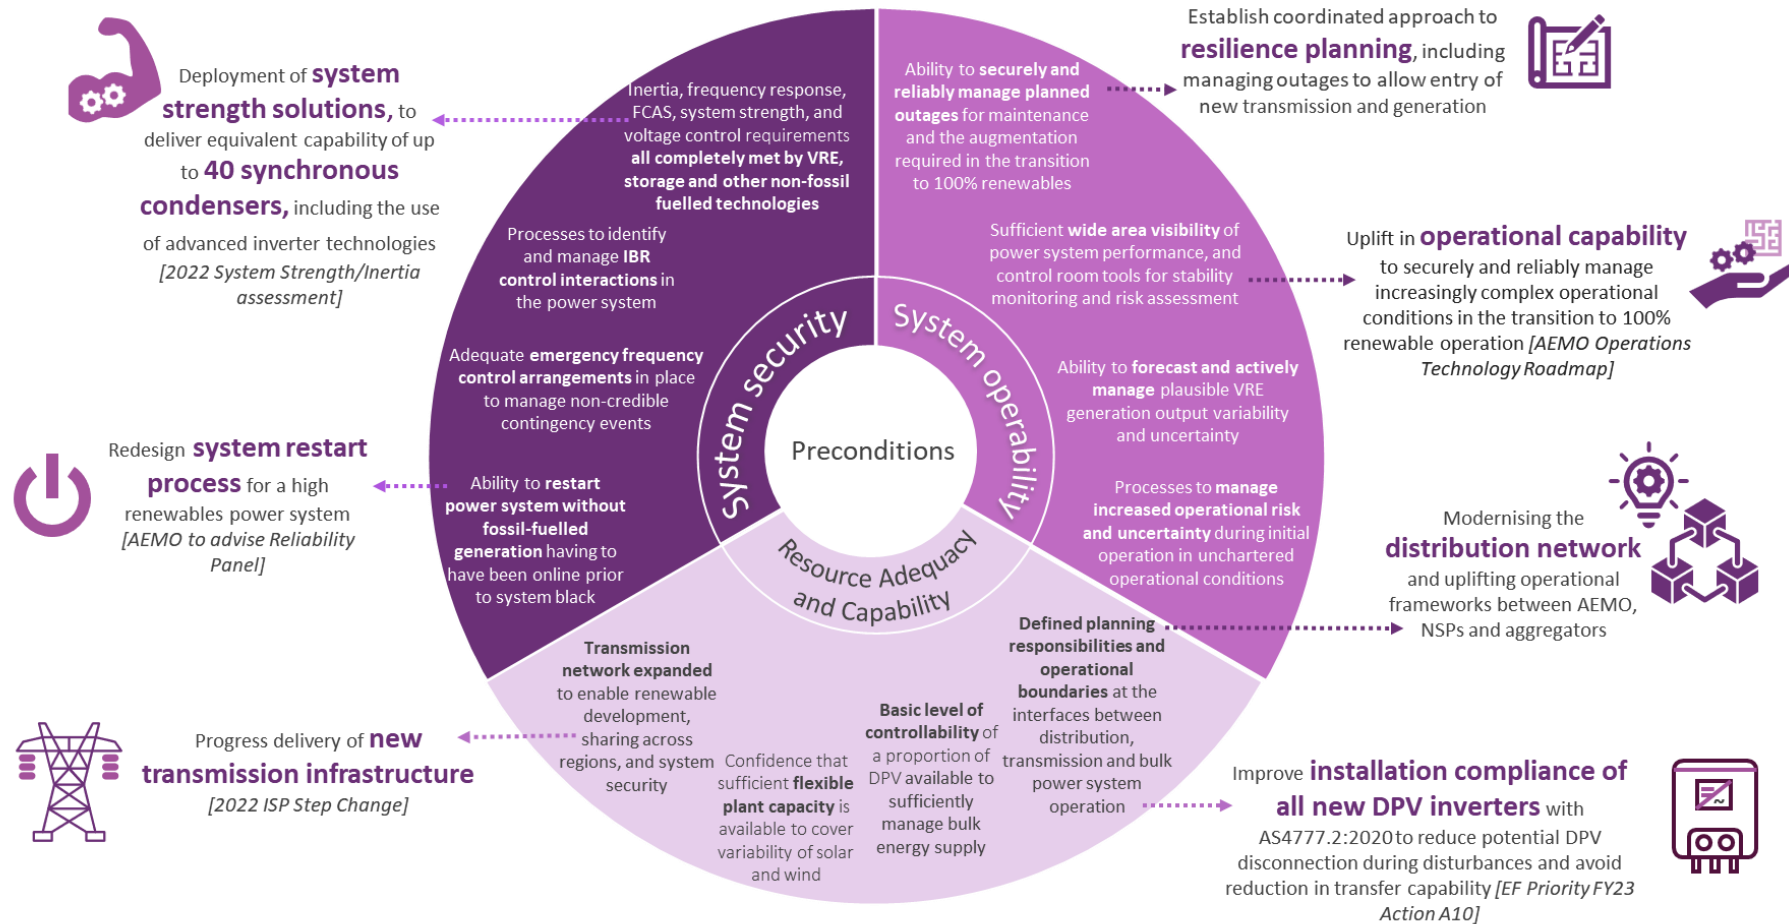 Deployment of system
strength solutions, to
deliver equivalent capability of up
to 40 synchronous
condensers, including the use
of advanced inverter technologies
[2022 System Strength/Inertia
assessment]
Redesign system restart
process for a high
renewables power system
[AEMO to advise Reliability
Panel]
Progress delivery of new
transmission infrastructure
[2022 ISP Step Change]
Inertia, frequency response,
FCAS, system strength, and
voltage control requirements
all completely met by VRE,
storage and other non-fossil
fuelled technologies
Processes to identify
and manage IBR
control interactions in
the power system
Adequate emergency frequency
control arrangements in place
to manage non-credible
contingency events
Ability to restart
power system without
fossil-fuelled
generation having to
have been online prior
to system black
System security
Preconditions
System operability
Resource Adequacy
and Capability
Ability to securely and
reliably manage planned
outages for maintenance
and the augmentation
required in the transition
to 100% renewables
Sufficient wide area visibility of
power system performance, and
control room tools for stability
monitoring and risk assessment
Ability to forecast and actively
manage plausible VRE
generation output variability
and uncertainty
Processes to manage
increased operational risk
and uncertainty during initial
operation in unchartered
operational conditions
Transmission
network expanded
to enable renewable
development,
sharing across
regions, and system
security
Confidence that
sufficient flexible
plant capacity is
available to cover
variability of solar
and wind
Basic level of
controllability of
a proportion of
DPV available to
sufficiently
manage bulk
energy supply
Defined planning
responsibilities and
operational
boundaries at the
interfaces between
distribution,
transmission and bulk
power system
operation
Establish coordinated approach to
resilience planning, including
managing outages to allow entry of
new transmission and generation
Uplift in operational capability
to securely and reliably manage
increasingly complex operational
conditions in the transition to 100%
renewable operation [AEMO Operations
Technology Roadmap]
Modernising the
distribution network
and uplifting operational
frameworks between AEMO,
NSPs and aggregators
Improve installation compliance of
all new DPV inverters with
AS4777.2:2020 to reduce potential DPV
disconnection during disturbances and avoid
reduction in transfer capability [EF Priority FY23
Action A10]